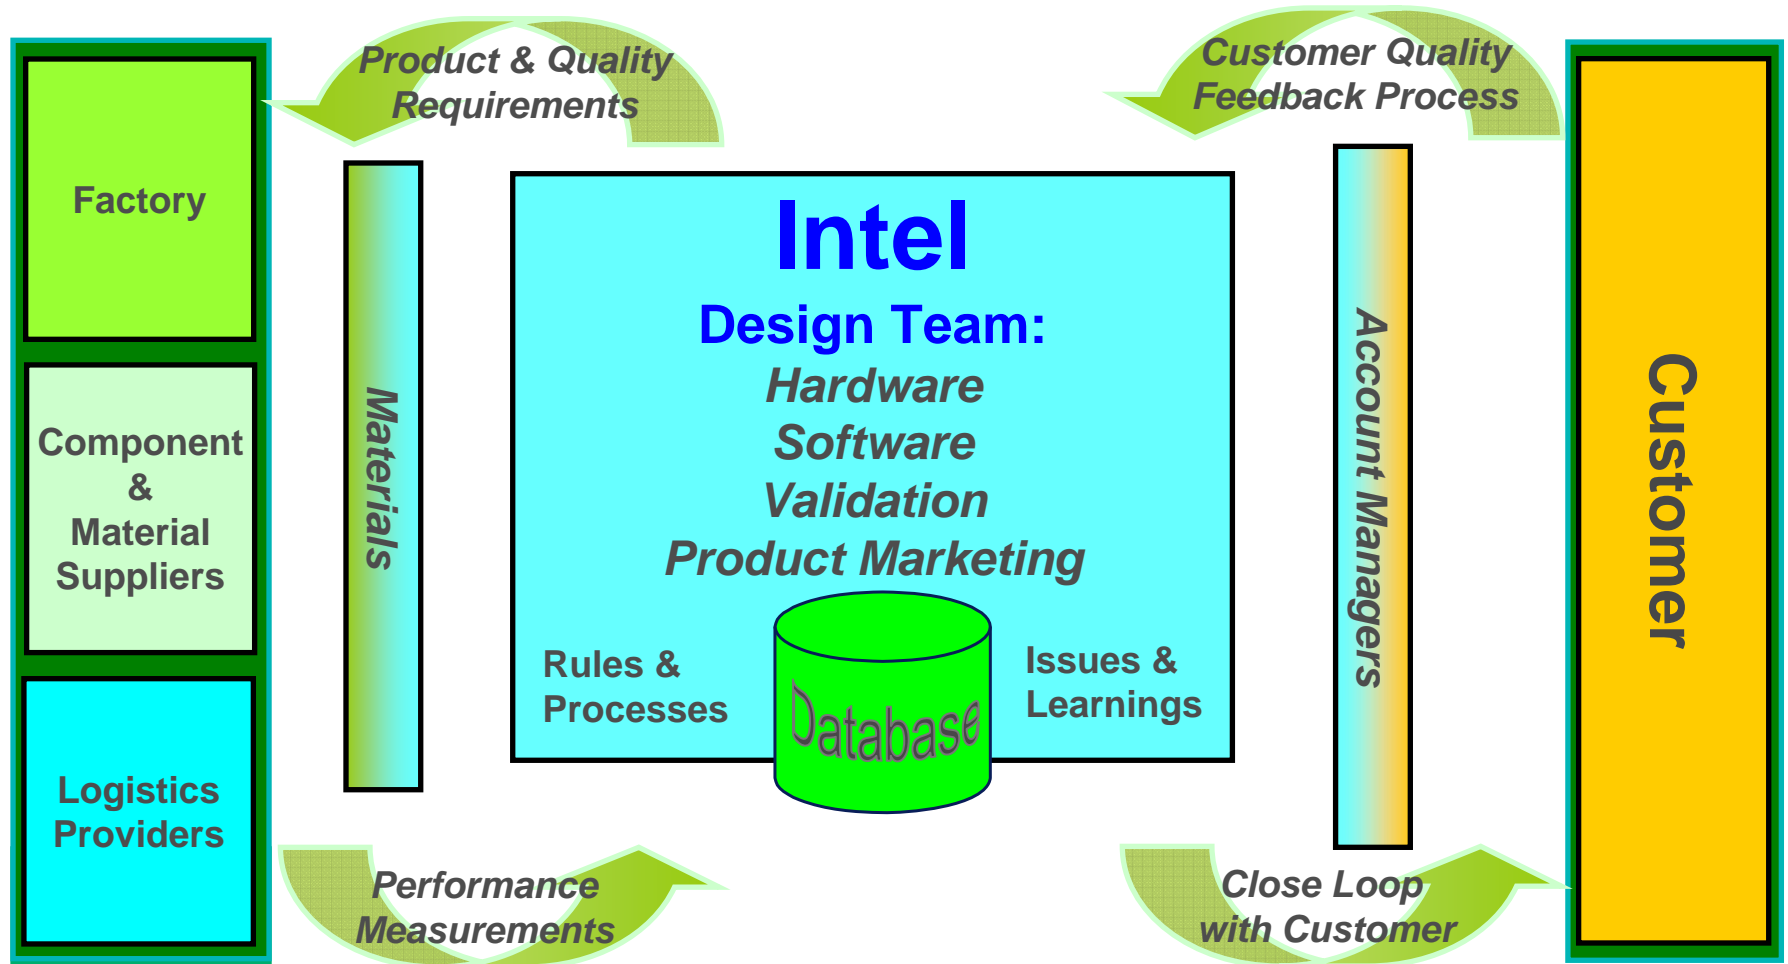 Product & Quality
Requirements
Customer Quality
Feedback Process
Factory
Component
&
Material
Suppliers
Logistics
Providers
Materials
Intel
Design Team:
Hardware
Software
Validation
Product Marketing
Rules &
Processes
Database
Issues &
Learnings
Account Managers
Customer
Performance
Measurements
Close Loop
with Customer